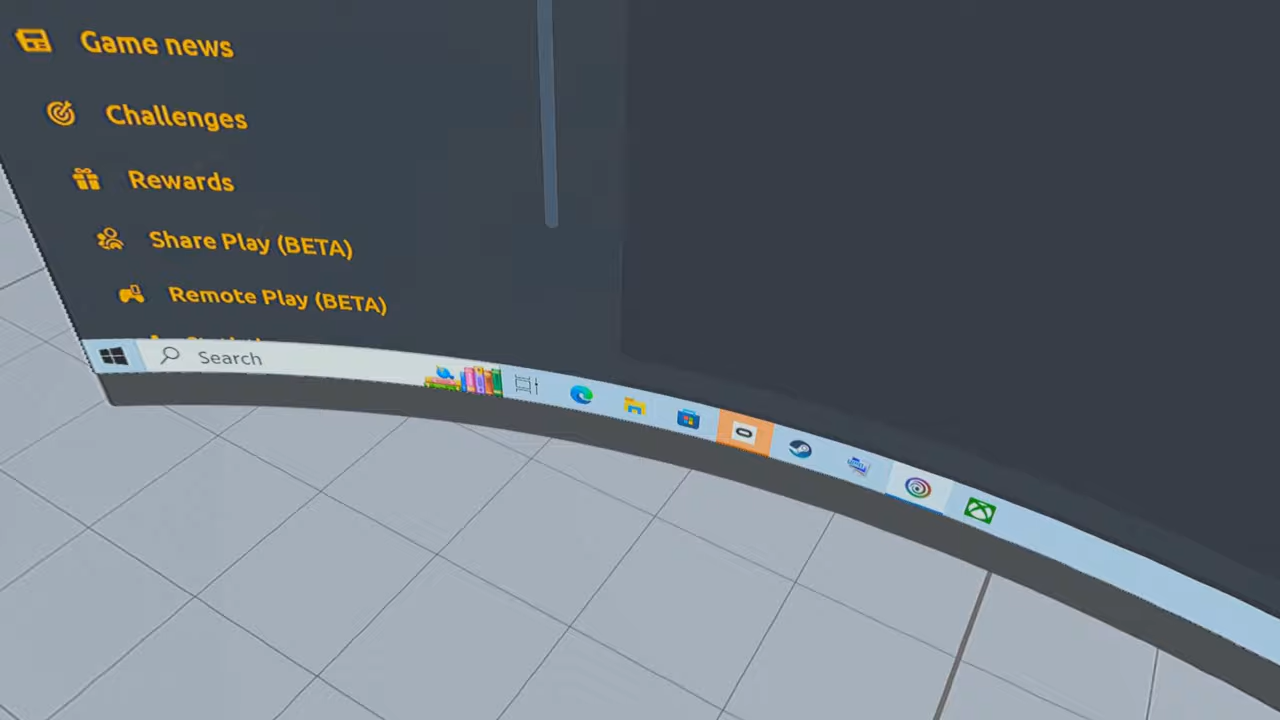 Game news
Challenges
Rewards
Share Play (BETA)
Remote Play (BETA)
Search